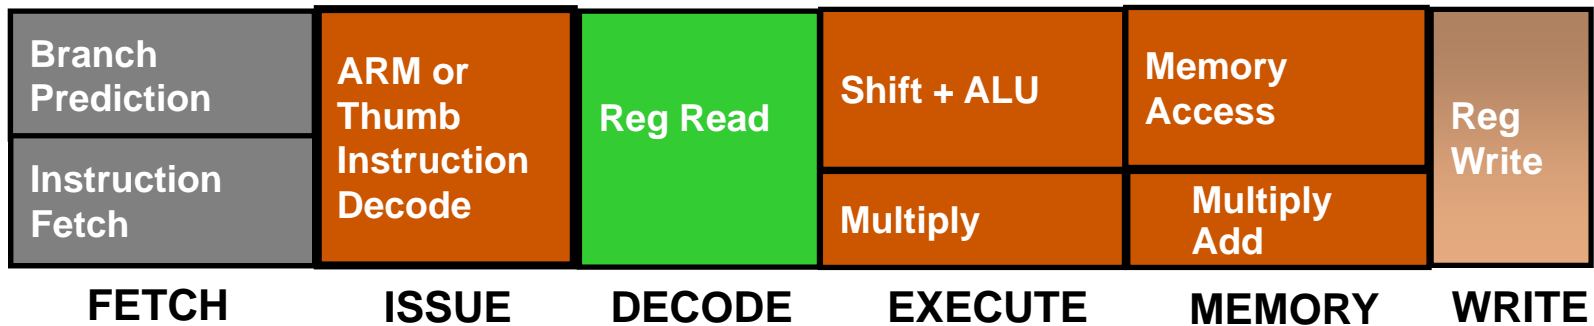 Branch
Prediction
Instruction
Fetch
ARM or
Thumb
Instruction
Decode
Reg Read
Shift + ALU
Multiply
Memory
Access
Multiply
Add
Reg
Write
FETCH
ISSUE
DECODE
EXECUTE
MEMORY
WRITE